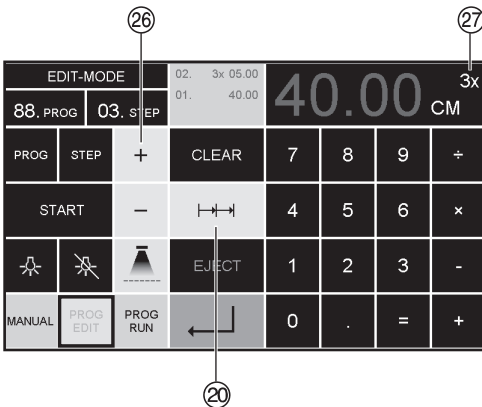 26
27
EDIT-MODE
88. PROG 03. STEP
02. 3x 05.00
01. 40.00
40.00 CM
3x
PROG STEP + CLEAR 7 8 9 ÷
START − 4 5 6 ×
EJECT 1 2 3 -
MANUAL PROG EDIT PROG RUN 0 . = +
20